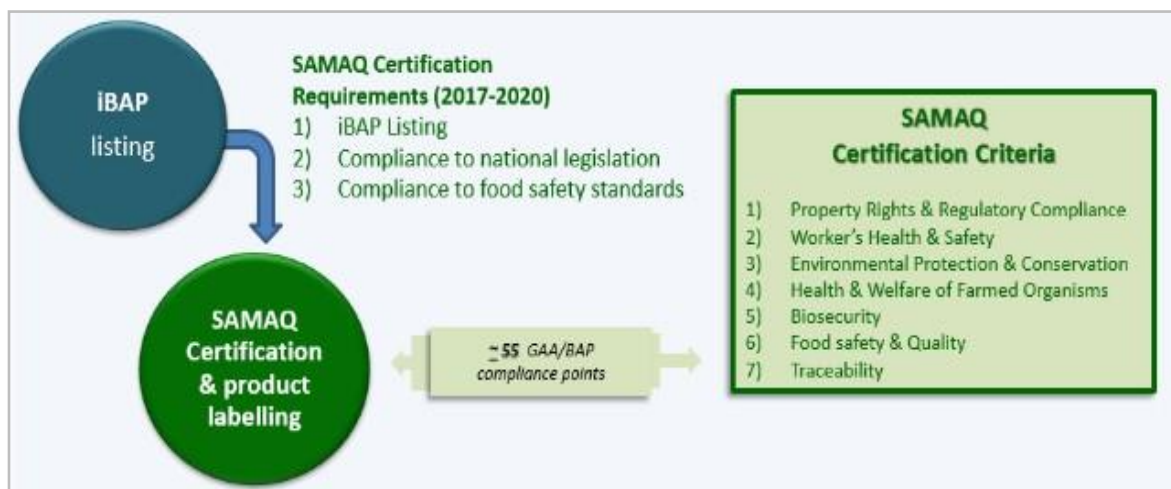 iBAP
listing
SAMAQ Certification
Requirements (2017-2020)
1) iBAP Listing
2) Compliance to national legislation
3) Compliance to food safety standards
SAMAQ
Certification
& product
labelling
~55 GAA/BAP
compliance points
SAMAQ
Certification Criteria
1) Property Rights & Regulatory Compliance
2) Worker's Health & Safety
3) Environmental Protection & Conservation
4) Health & Welfare of Farmed Organisms
5) Biosecurity
6) Food safety & Quality
7) Traceability